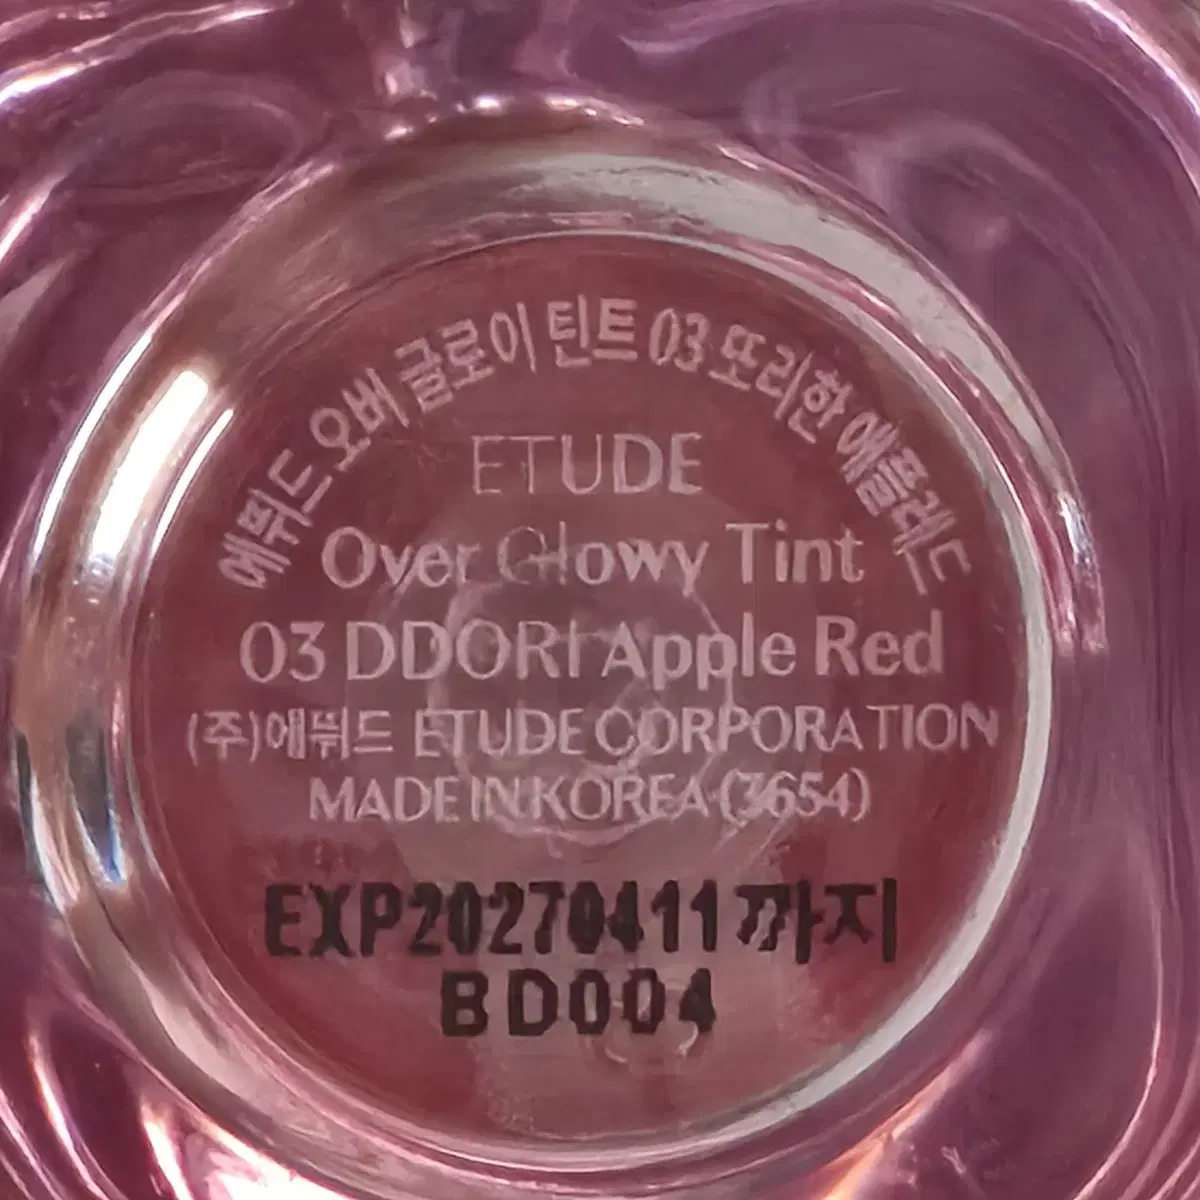 에뛰드 오버 글로이 틴트 03 또리한 애플레드
ETUDE
Over Glowy Tint
03 DDORI Apple Red
(주)에뛰드 ETUDE CORPORATION
MADE IN KOREA (3654)
EXP20270411까지
BD004